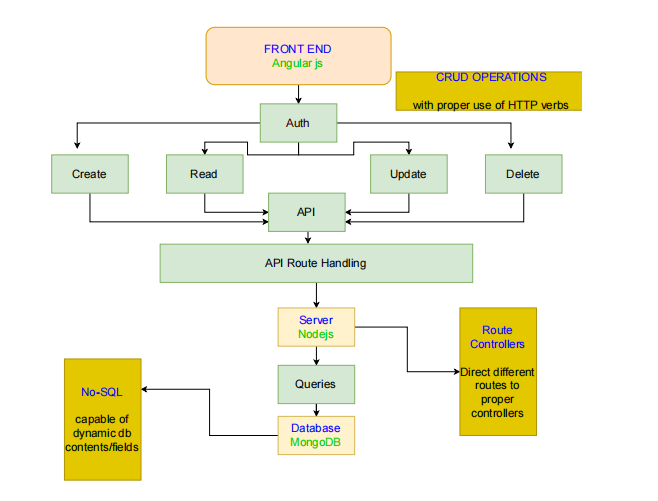 FRONT END
Angular js
CRUD OPERATIONS
with proper use of HTTP verbs
Auth
Create
Read
Update
Delete
API
API Route Handling
Server
Nodejs
Route
Controllers
Direct different
routes to
proper
controllers
Queries
No-SQL
capable of
dynamic db
contents/fields
Database
MongoDB